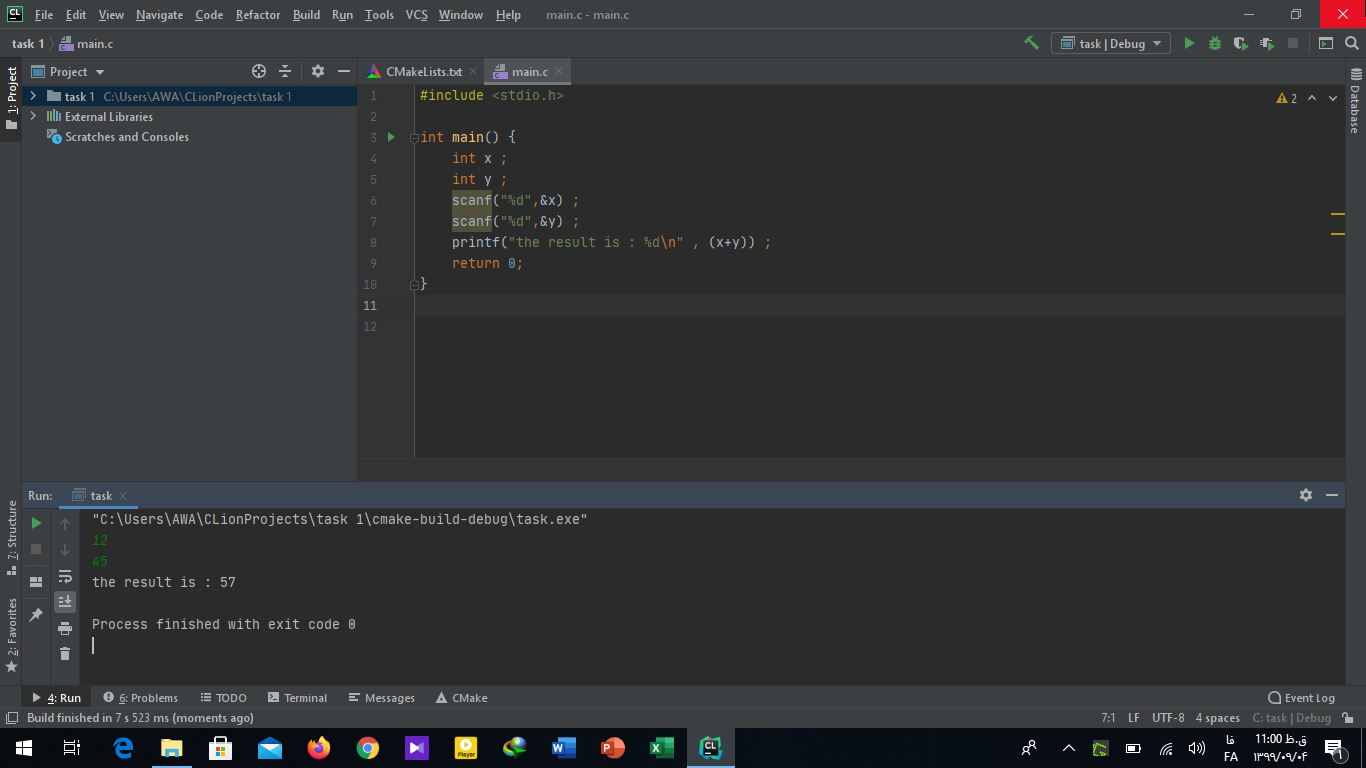 CL File Edit View Navigate Code Refactor Build Run Tools VCS Window Help main.c - main.c
task 1 main.c task | Debug
1: Project
Project
CMakeLists.txt main.c
task 1 C:\Users\AWA\CLionProjects\task 1
External Libraries
Scratches and Consoles
2
Database
1 #include <stdio.h>
2
3 int main() {
4 int x ;
5 int y ;
6 scanf("%d",&x) ;
7 scanf("%d",&y) ;
8 printf("the result is : %d\n" , (x+y)) ;
9 return 0;
10 }
11
12
Run: task
7: Structure
2: Favorites
"C:\Users\AWA\CLionProjects\task 1\cmake-build-debug\task.exe"
12
45
the result is : 57
Process finished with exit code 0
4: Run 6: Problems TODO Terminal Messages CMake Event Log
Build finished in 7 s 523 ms (moments ago) 7:1 LF UTF-8 4 spaces C: task | Debug
Player
CL
فا
FA
11:00 ق.ظ
۱۳۹۹/۰۹/۰۴
۱